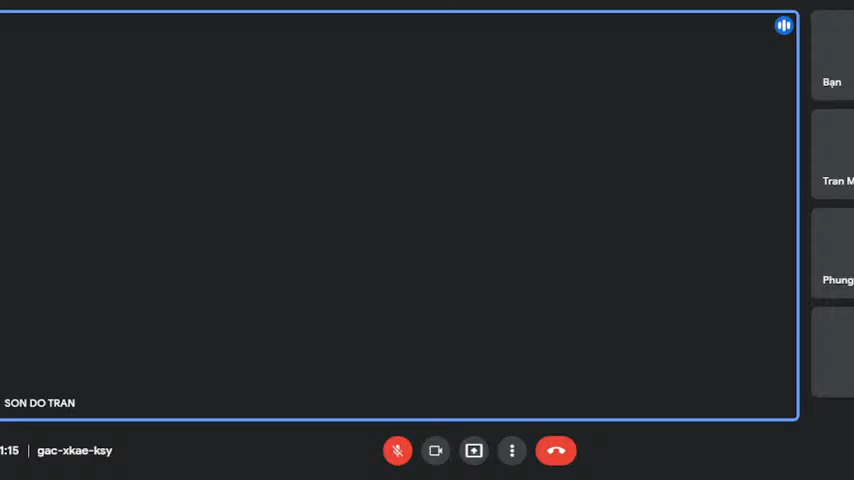 Bạn
Tran M
Phung
SON DO TRAN
1:15 | gac-xkae-ksy